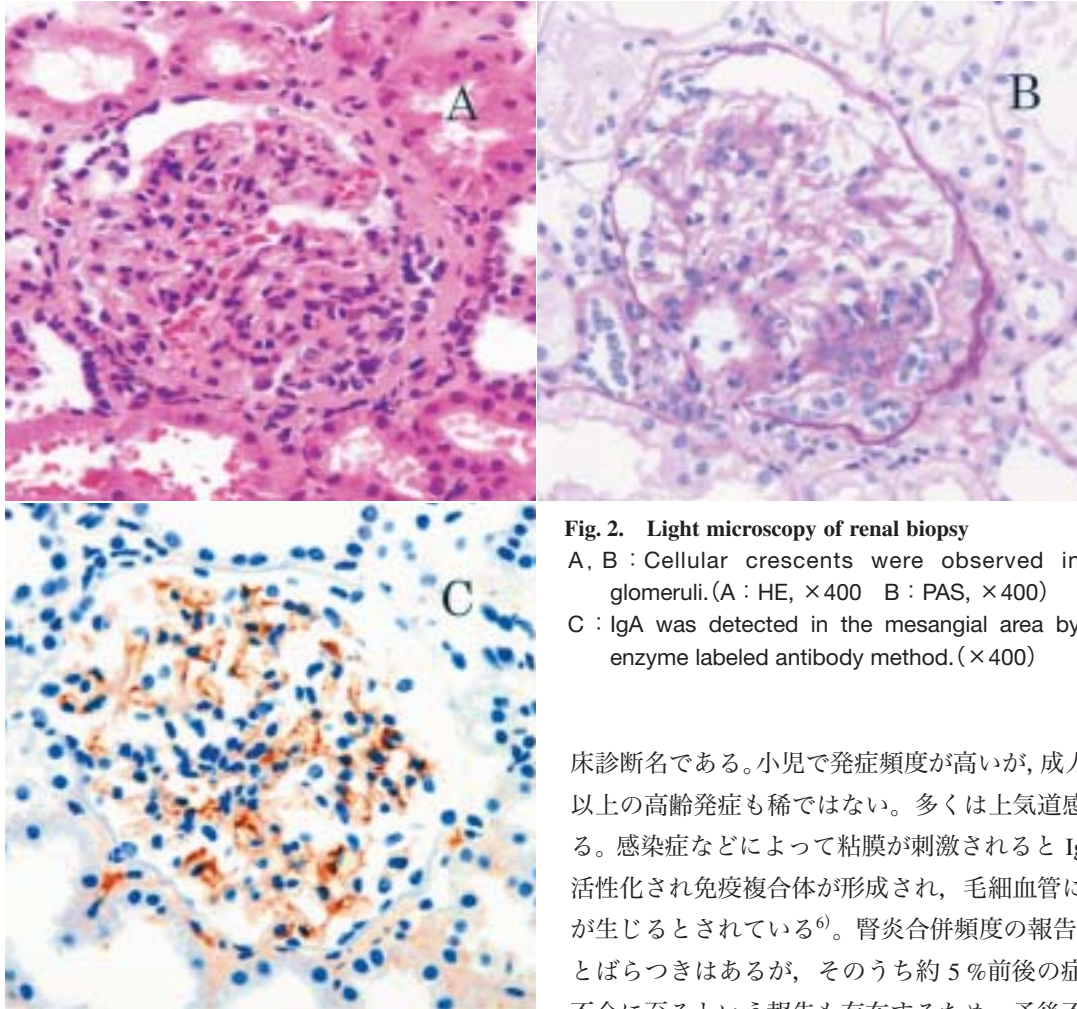 A
B
C
Fig. 2. Light microscopy of renal biopsy
A, B : Cellular crescents were observed in
glomeruli.(A : HE, ×400 B : PAS, ×400)
C : IgA was detected in the mesangial area by
enzyme labeled antibody method.(×400)
床診断名である。小児で発症頻度が高いが, 成人
以上の高齢発症も稀ではない。多くは上気道感
る。感染症などによって粘膜が刺激されると Ig
活性化され免疫複合体が形成され，毛細血管に
が生じるとされている6)。腎炎合併頻度の報告
とばらつきはあるが，そのうち約 5 %前後の症